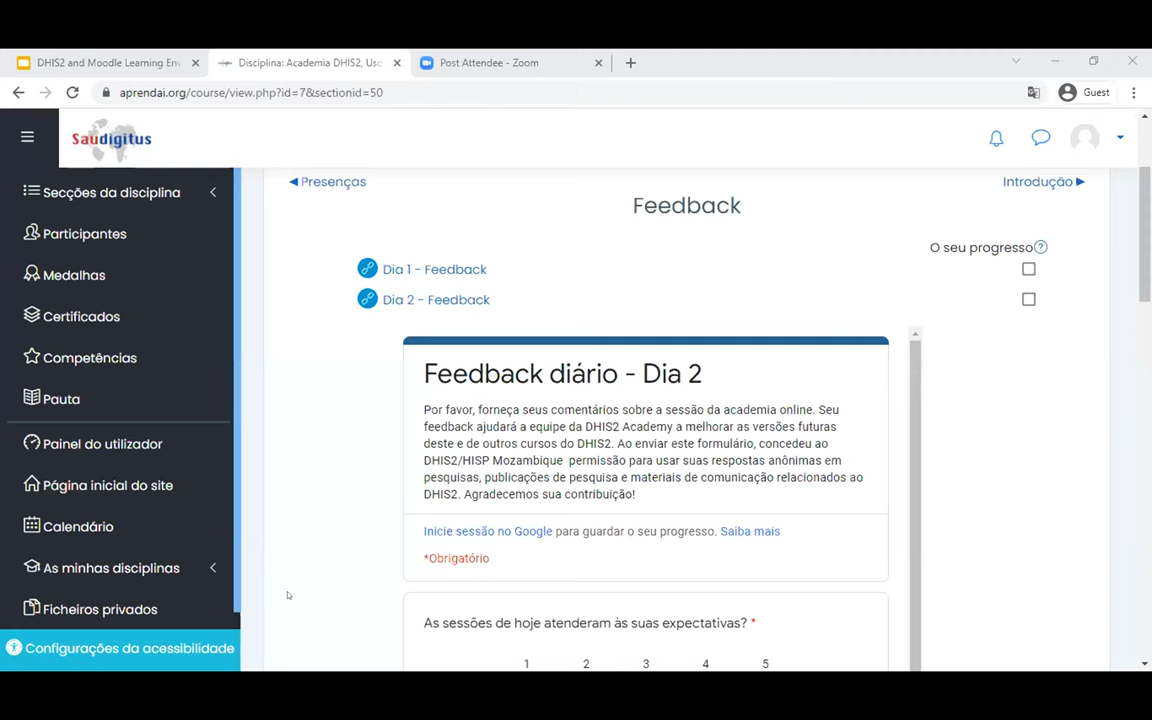 DHIS2 and Moodle Learning En
Disciplina: Academia DHIS2, Uso
Post Attendee - Zoom
aprendai.org/course/view.php?id=7&sectionid=50
Guest
Saudigitus
Secções da disciplina
Participantes
Medalhas
Certificados
Competências
Pauta
Painel do utilizador
Página inicial do site
Calendário
As minhas disciplinas
Ficheiros privados
Configurações da acessibilidade
◀ Presenças
Introdução ▶
Feedback
O seu progresso ?
Dia 1 - Feedback
Dia 2 - Feedback
Feedback diário - Dia 2
Por favor, forneça seus comentários sobre a sessão da academia online. Seu
feedback ajudará a equipe da DHIS2 Academy a melhorar as versões futuras
deste e de outros cursos do DHIS2. Ao enviar este formulário, concedeu ao
DHIS2/HISP Mozambique permissão para usar suas respostas anônimas em
pesquisas, publicações de pesquisa e materiais de comunicação relacionados ao
DHIS2. Agradecemos sua contribuição!
Inicie sessão no Google para guardar o seu progresso. Saiba mais
*Obrigatório
As sessões de hoje atenderam às suas expectativas? *
1 2 3 4 5